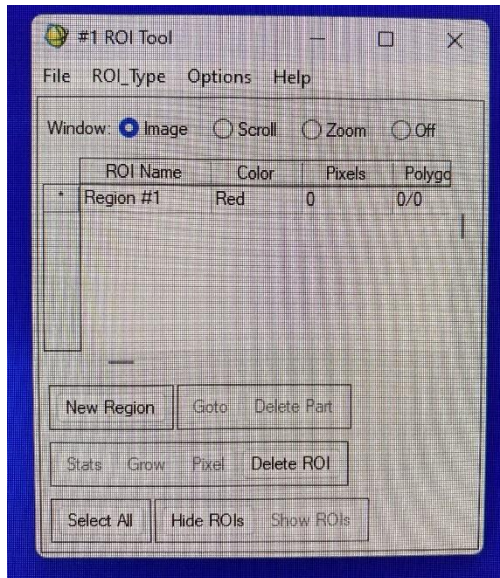 #1 ROI Tool
File ROI_Type Options Help
Window: Image Scroll Zoom Off
ROI Name Color Pixels Polygo
* Region #1 Red 0 0/0
New Region Goto Delete Part
Stats Grow Pixel Delete ROI
Select All Hide ROIs Show ROIs